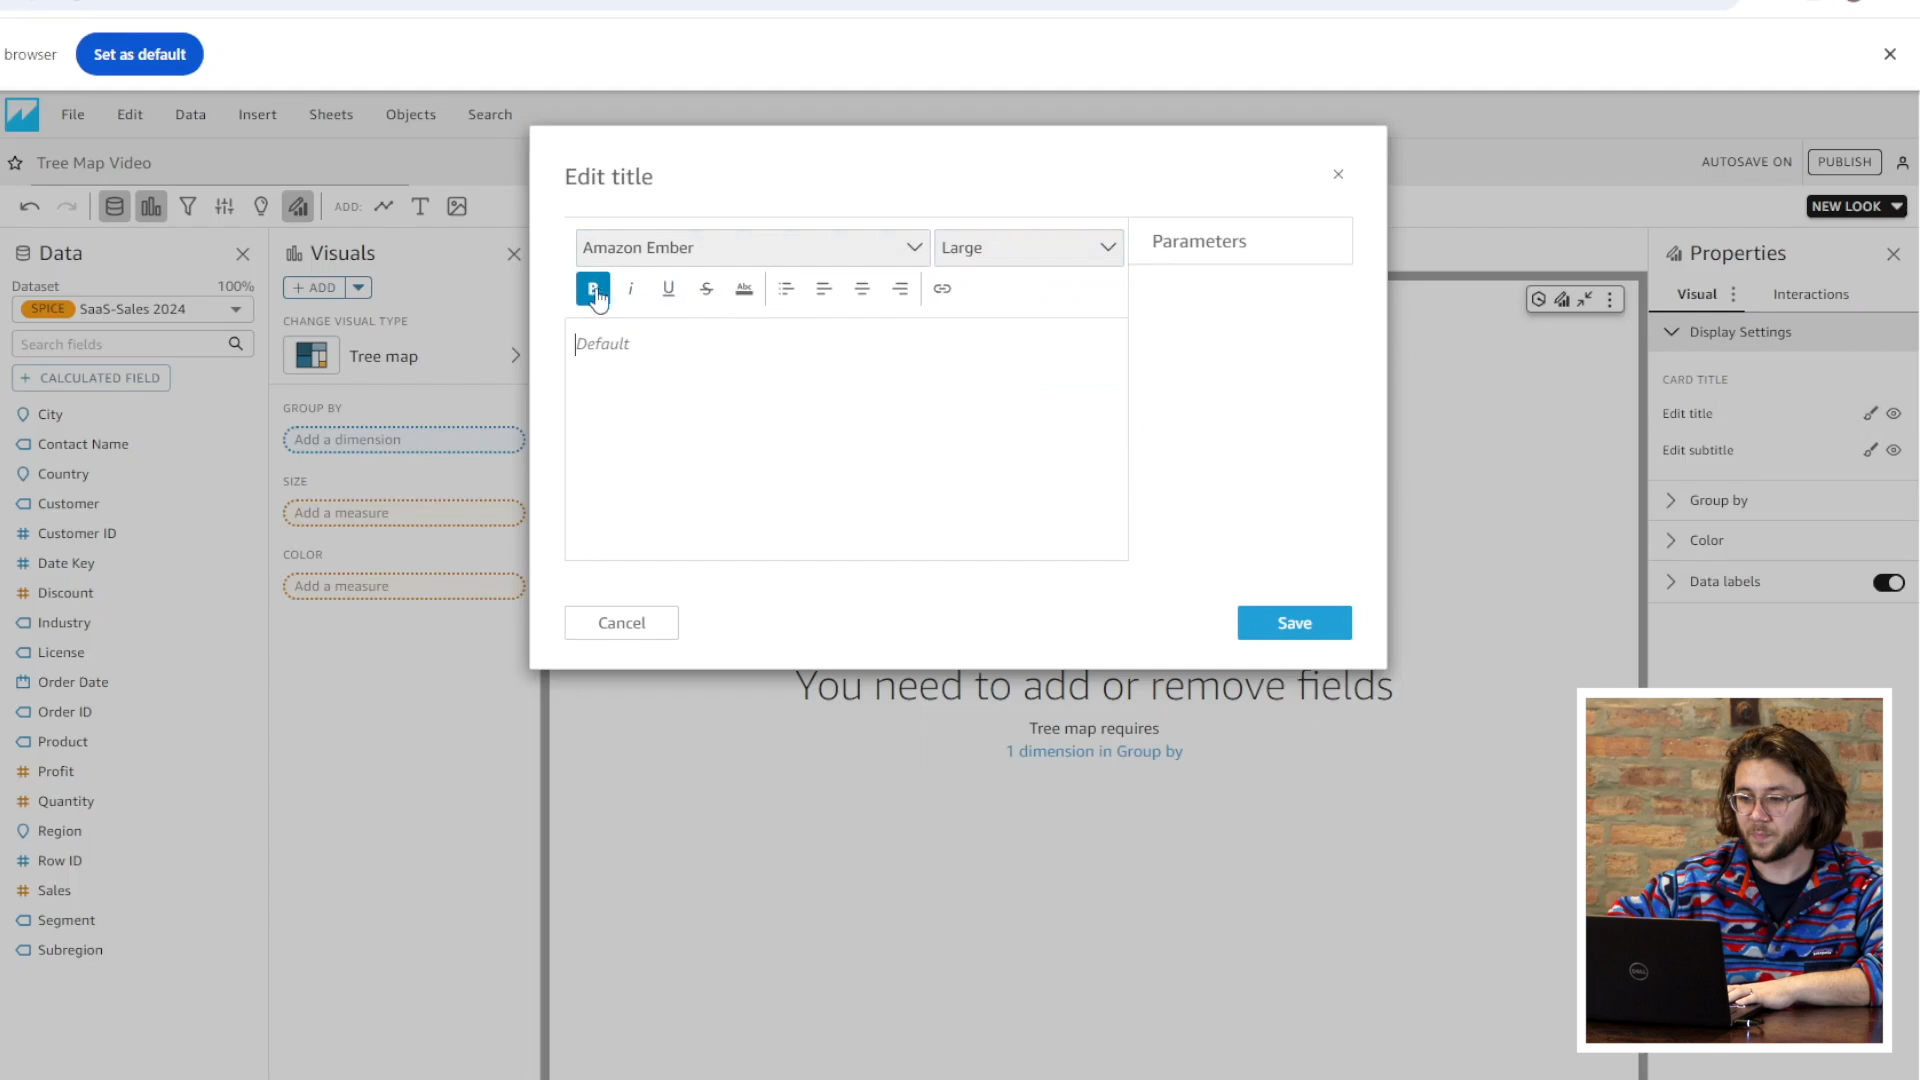 browser
Set as default
File
Edit
Data
Insert
Sheets
Objects
Search
Tree Map Video
AUTOSAVE ON
PUBLISH
ADD:
NEW LOOK
Data
Dataset
100%
SPICE
SaaS-Sales 2024
Search fields
CALCULATED FIELD
City
Contact Name
Country
Customer
Customer ID
Date Key
Discount
Industry
License
Order Date
Order ID
Product
Profit
Quantity
Region
Row ID
Sales
Segment
Subregion
Visuals
+ ADD
CHANGE VISUAL TYPE
Tree map
GROUP BY
Add a dimension
SIZE
Add a measure
COLOR
Add a measure
Edit title
Amazon Ember
Large
Parameters
B
i
U
S
Abc
Default
Cancel
Save
You need to add or remove fields
Tree map requires
1 dimension in Group by
Properties
Visual
Interactions
Display Settings
CARD TITLE
Edit title
Edit subtitle
Group by
Color
Data labels
DELL